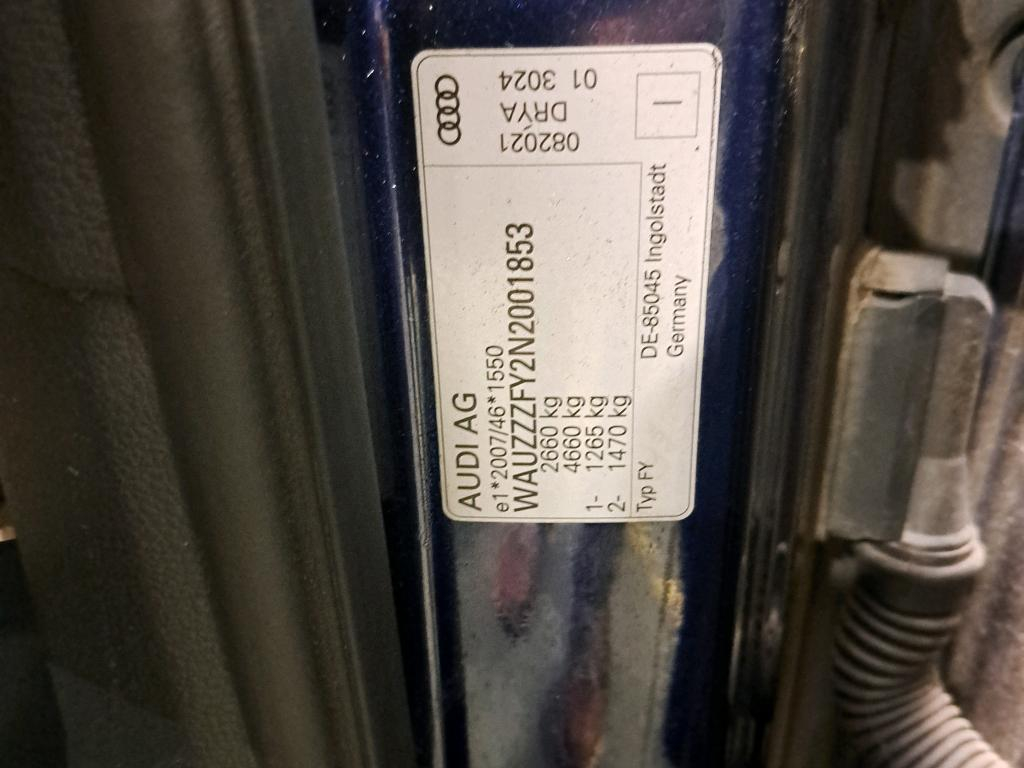 AUDI AG
e1*2007/46*1550
WAUZZZFY2N2001853
2660 kg
4660 kg
1- 1265 kg
2- 1470 kg
Typ FY
DE-85045 Ingolstadt
Germany
01 3024
DRYA
082021